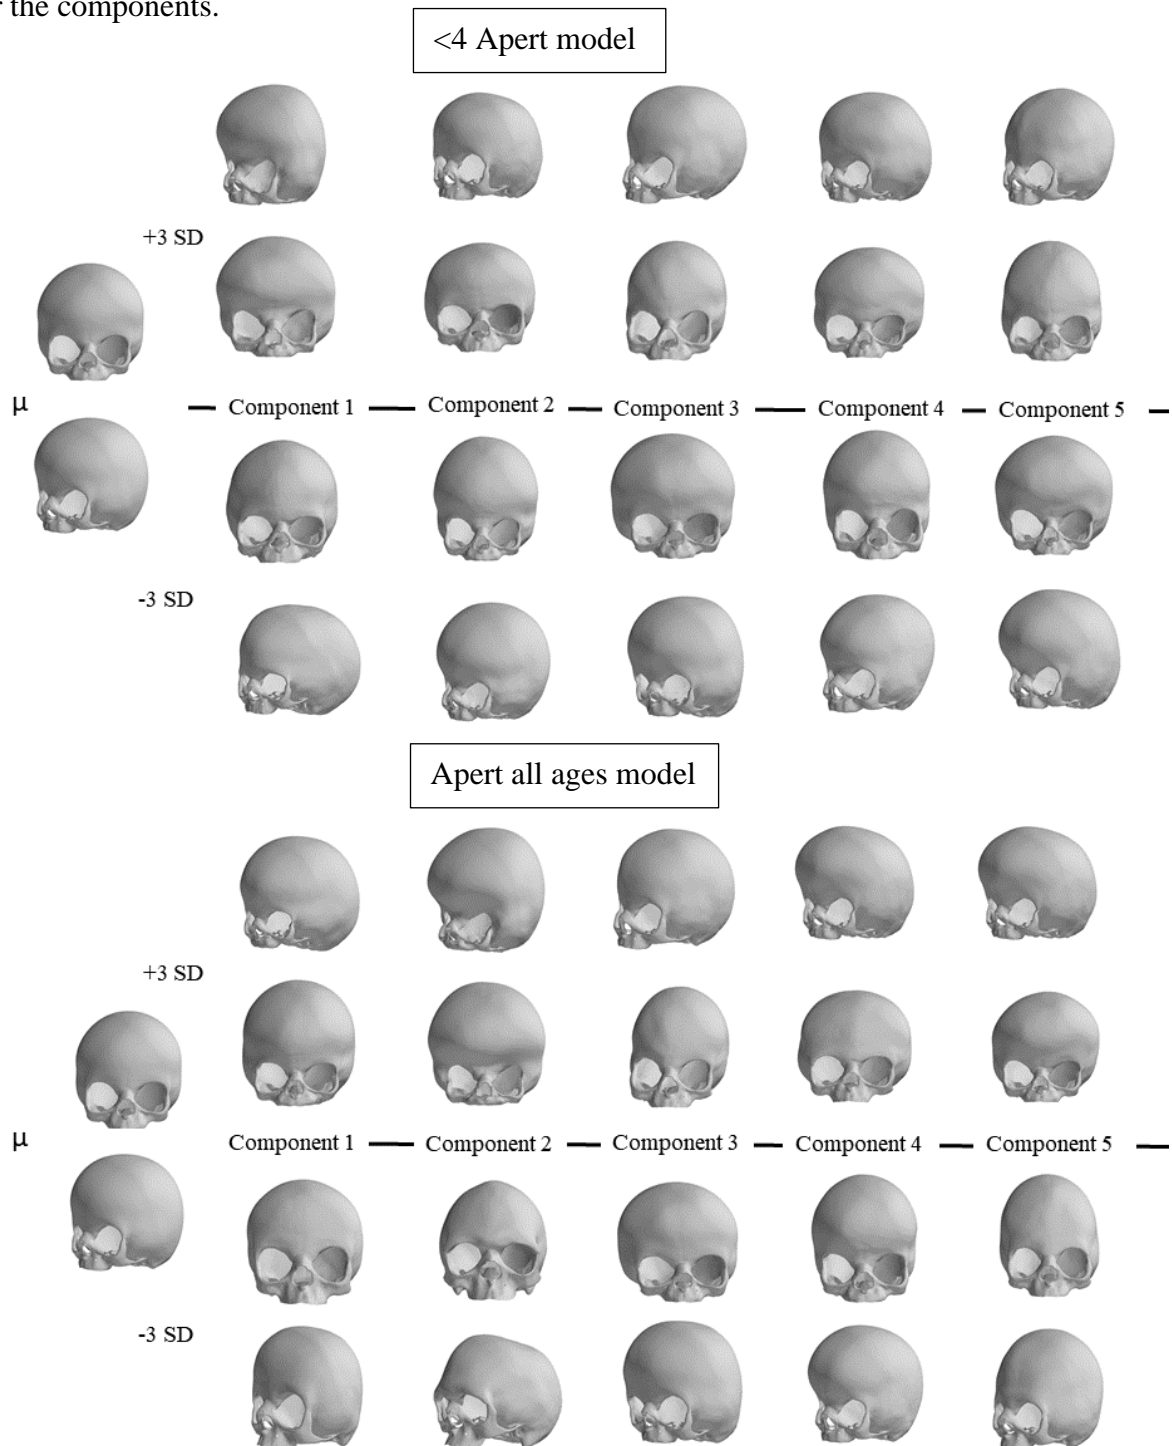 r the components.
<4 Apert model
+3 SD
μ
Component 1 Component 2 Component 3 Component 4 Component 5
-3 SD
Apert all ages model
+3 SD
μ
Component 1 Component 2 Component 3 Component 4 Component 5
-3 SD